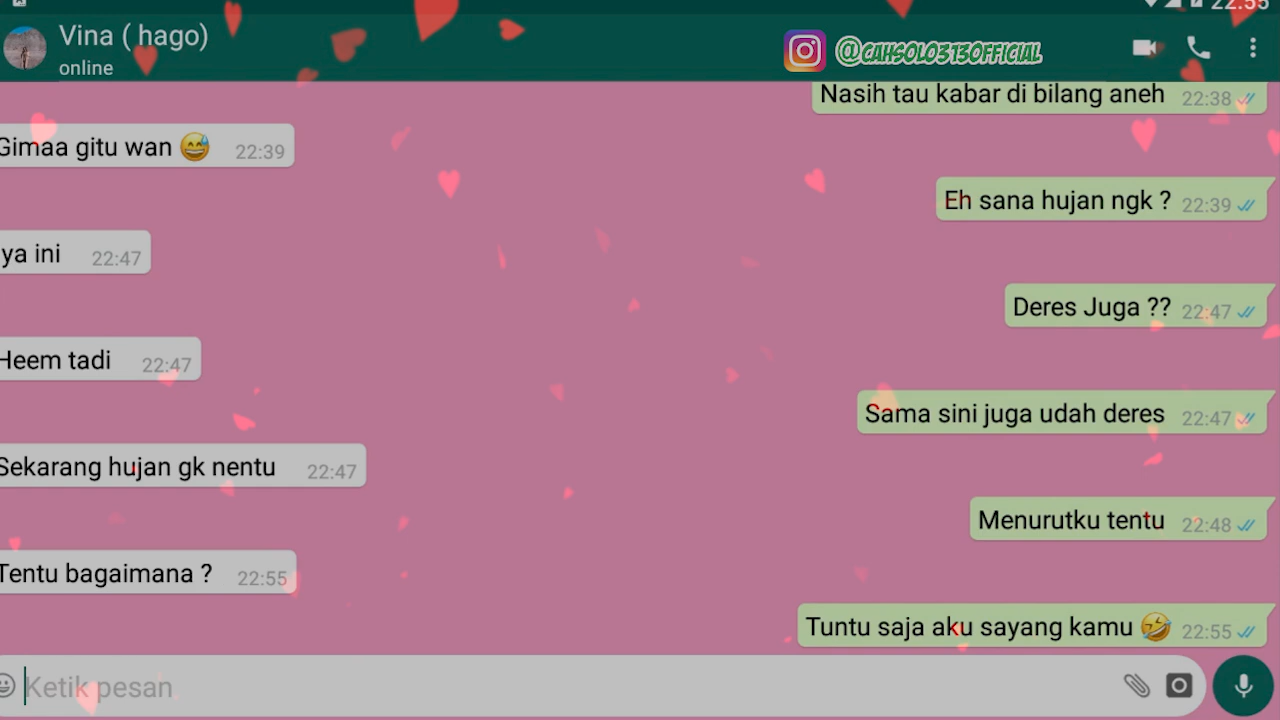 22:55
Vina ( hago)
online
@CAHSOLO313OFFICIAL
Nasih tau kabar di bilang aneh 22:38
Gimaa gitu wan 😅 22:39
Eh sana hujan ngk ? 22:39
ya ini 22:47
Deres Juga ?? 22:47
Heem tadi 22:47
Sama sini juga udah deres 22:47
Sekarang hujan gk nentu 22:47
Menurutku tentu 22:48
Tentu bagaimana ? 22:55
Tuntu saja aku sayang kamu 🤣 22:55
Ketik pesan